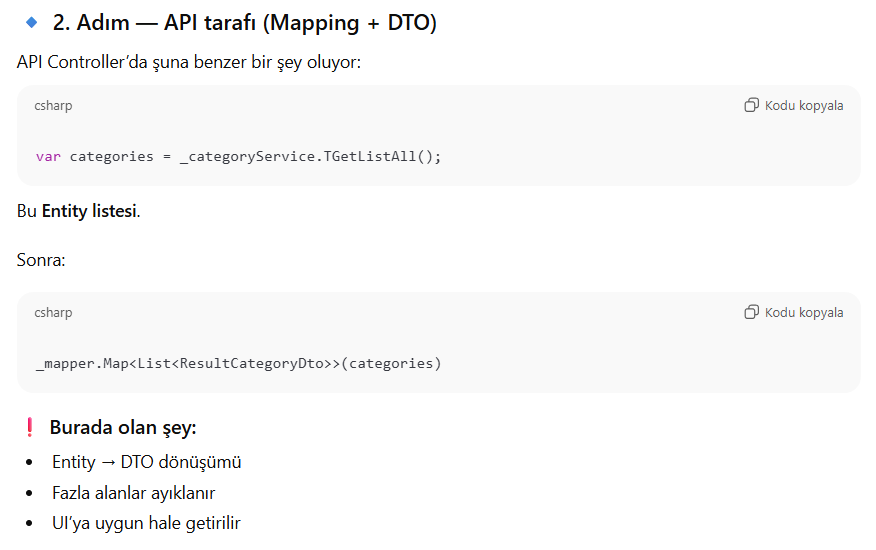 2. Adım — API tarafı (Mapping + DTO)
API Controller’da şuna benzer bir şey oluyor:
csharp
Kodu kopyala
var categories = _categoryService.TGetListAll();
Bu Entity listesi.
Sonra:
csharp
Kodu kopyala
_mapper.Map<List<ResultCategoryDto>>(categories)
❗ Burada olan şey:
• Entity → DTO dönüşümü
• Fazla alanlar ayıklanır
• UI’ya uygun hale getirilir